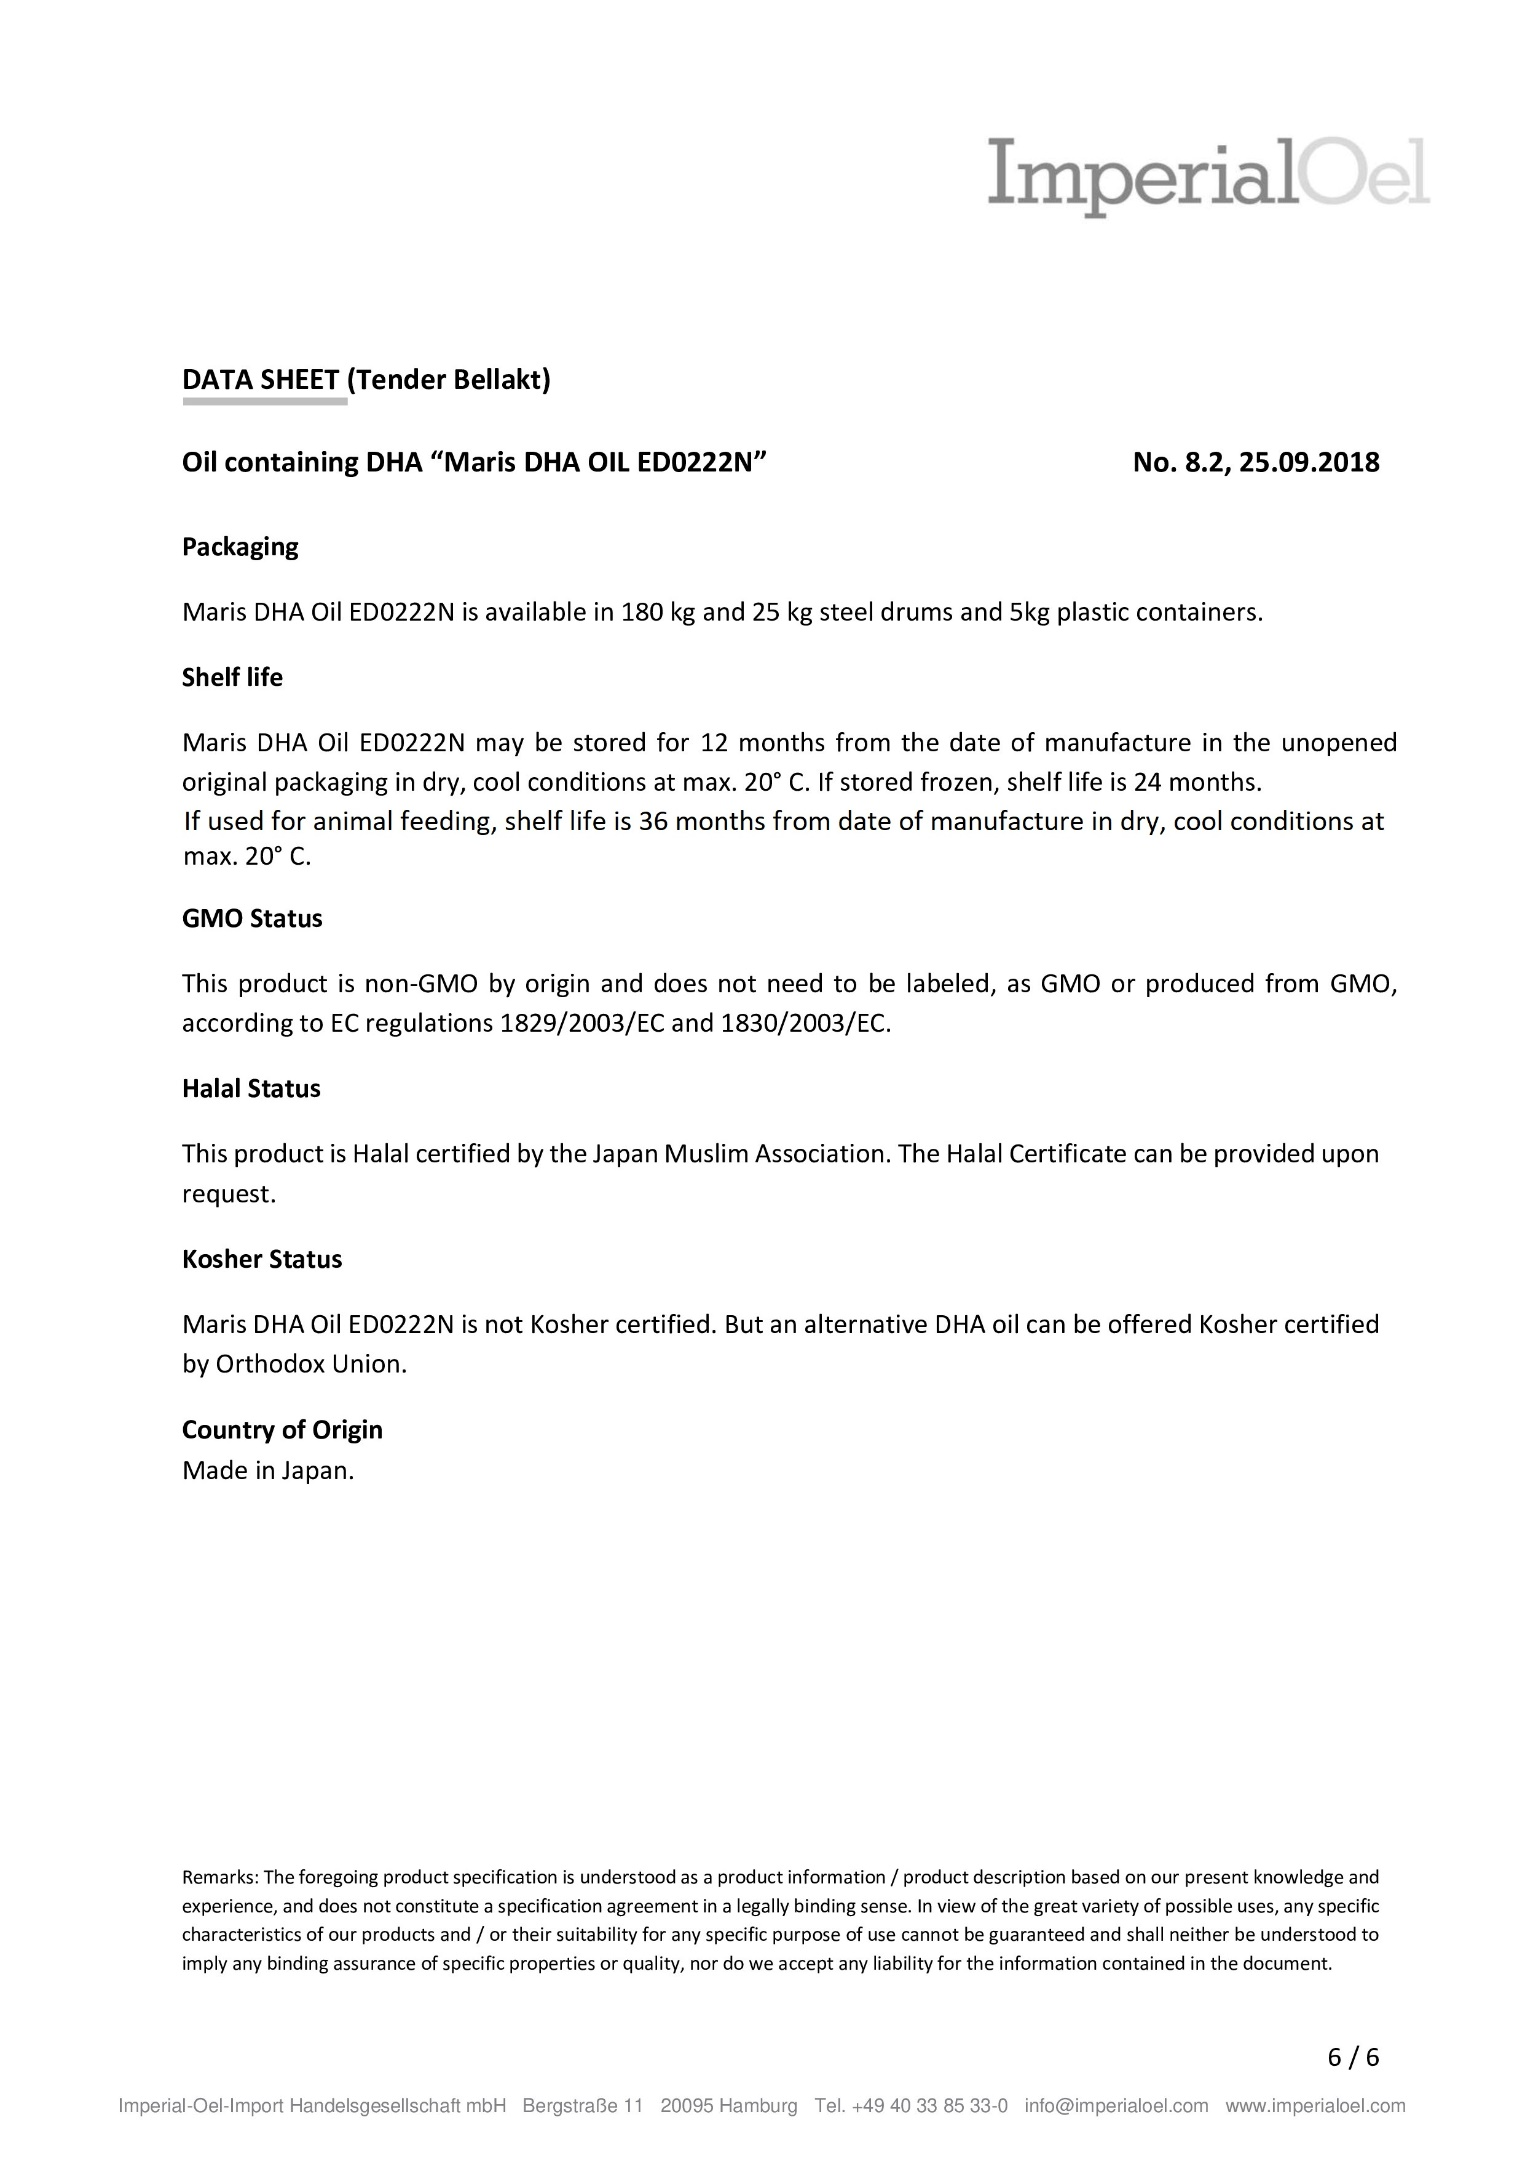 ImperialOel
DATA SHEET (Tender Bellakt)
Oil containing DHA “Maris DHA OIL ED0222N” No. 8.2, 25.09.2018
Packaging
Maris DHA Oil ED0222N is available in 180 kg and 25 kg steel drums and 5kg plastic containers.
Shelf life
Maris DHA Oil ED0222N may be stored for 12 months from the date of manufacture in the unopened
original packaging in dry, cool conditions at max. 20° C. If stored frozen, shelf life is 24 months.
If used for animal feeding, shelf life is 36 months from date of manufacture in dry, cool conditions at
max. 20° C.
GMO Status
This product is non-GMO by origin and does not need to be labeled, as GMO or produced from GMO,
according to EC regulations 1829/2003/EC and 1830/2003/EC.
Halal Status
This product is Halal certified by the Japan Muslim Association. The Halal Certificate can be provided upon
request.
Kosher Status
Maris DHA Oil ED0222N is not Kosher certified. But an alternative DHA oil can be offered Kosher certified
by Orthodox Union.
Country of Origin
Made in Japan.
Remarks: The foregoing product specification is understood as a product information / product description based on our present knowledge and
experience, and does not constitute a specification agreement in a legally binding sense. In view of the great variety of possible uses, any specific
characteristics of our products and / or their suitability for any specific purpose of use cannot be guaranteed and shall neither be understood to
imply any binding assurance of specific properties or quality, nor do we accept any liability for the information contained in the document.
6 / 6
Imperial-Oel-Import Handelsgesellschaft mbH Bergstraße 11 20095 Hamburg Tel. +49 40 33 85 33-0 info@imperialoel.com www.imperialoel.com